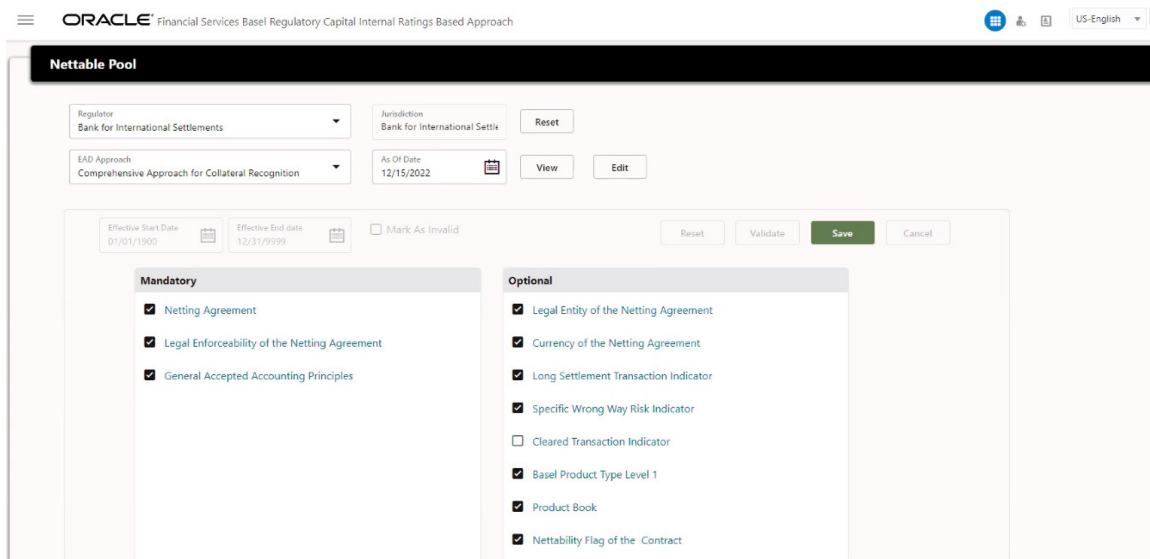 ORACLE Financial Services Basel Regulatory Capital Internal Ratings Based Approach
US-English
Nettable Pool
Regulator
Bank for International Settlements
Jurisdiction
Bank for International Settle
Reset
EAD Approach
Comprehensive Approach for Collateral Recognition
As Of Date
12/15/2022
View
Edit
Effective Start Date
01/01/1900
Effective End date
12/31/9999
Mark As Invalid
Reset
Validate
Save
Cancel
Mandatory
Netting Agreement
Legal Enforceability of the Netting Agreement
General Accepted Accounting Principles
Optional
Legal Entity of the Netting Agreement
Currency of the Netting Agreement
Long Settlement Transaction Indicator
Specific Wrong Way Risk Indicator
Cleared Transaction Indicator
Basel Product Type Level 1
Product Book
Nettability Flag of the Contract